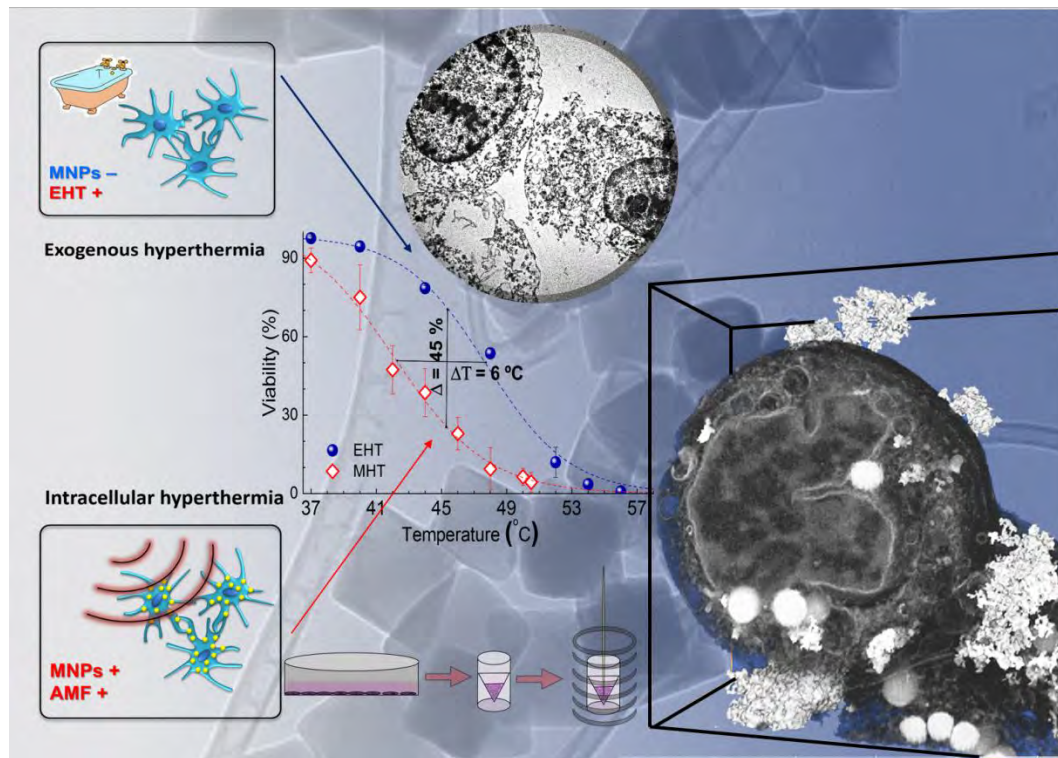 MNPs –
EHT +
Exogenous hyperthermia
Viability (%)
90
60
30
0
Δ = 45 %
ΔT = 6 ºC
EHT
MHT
37 41 45 49 53 57
Temperature (°C)
Intracellular hyperthermia
MNPs +
AMF +